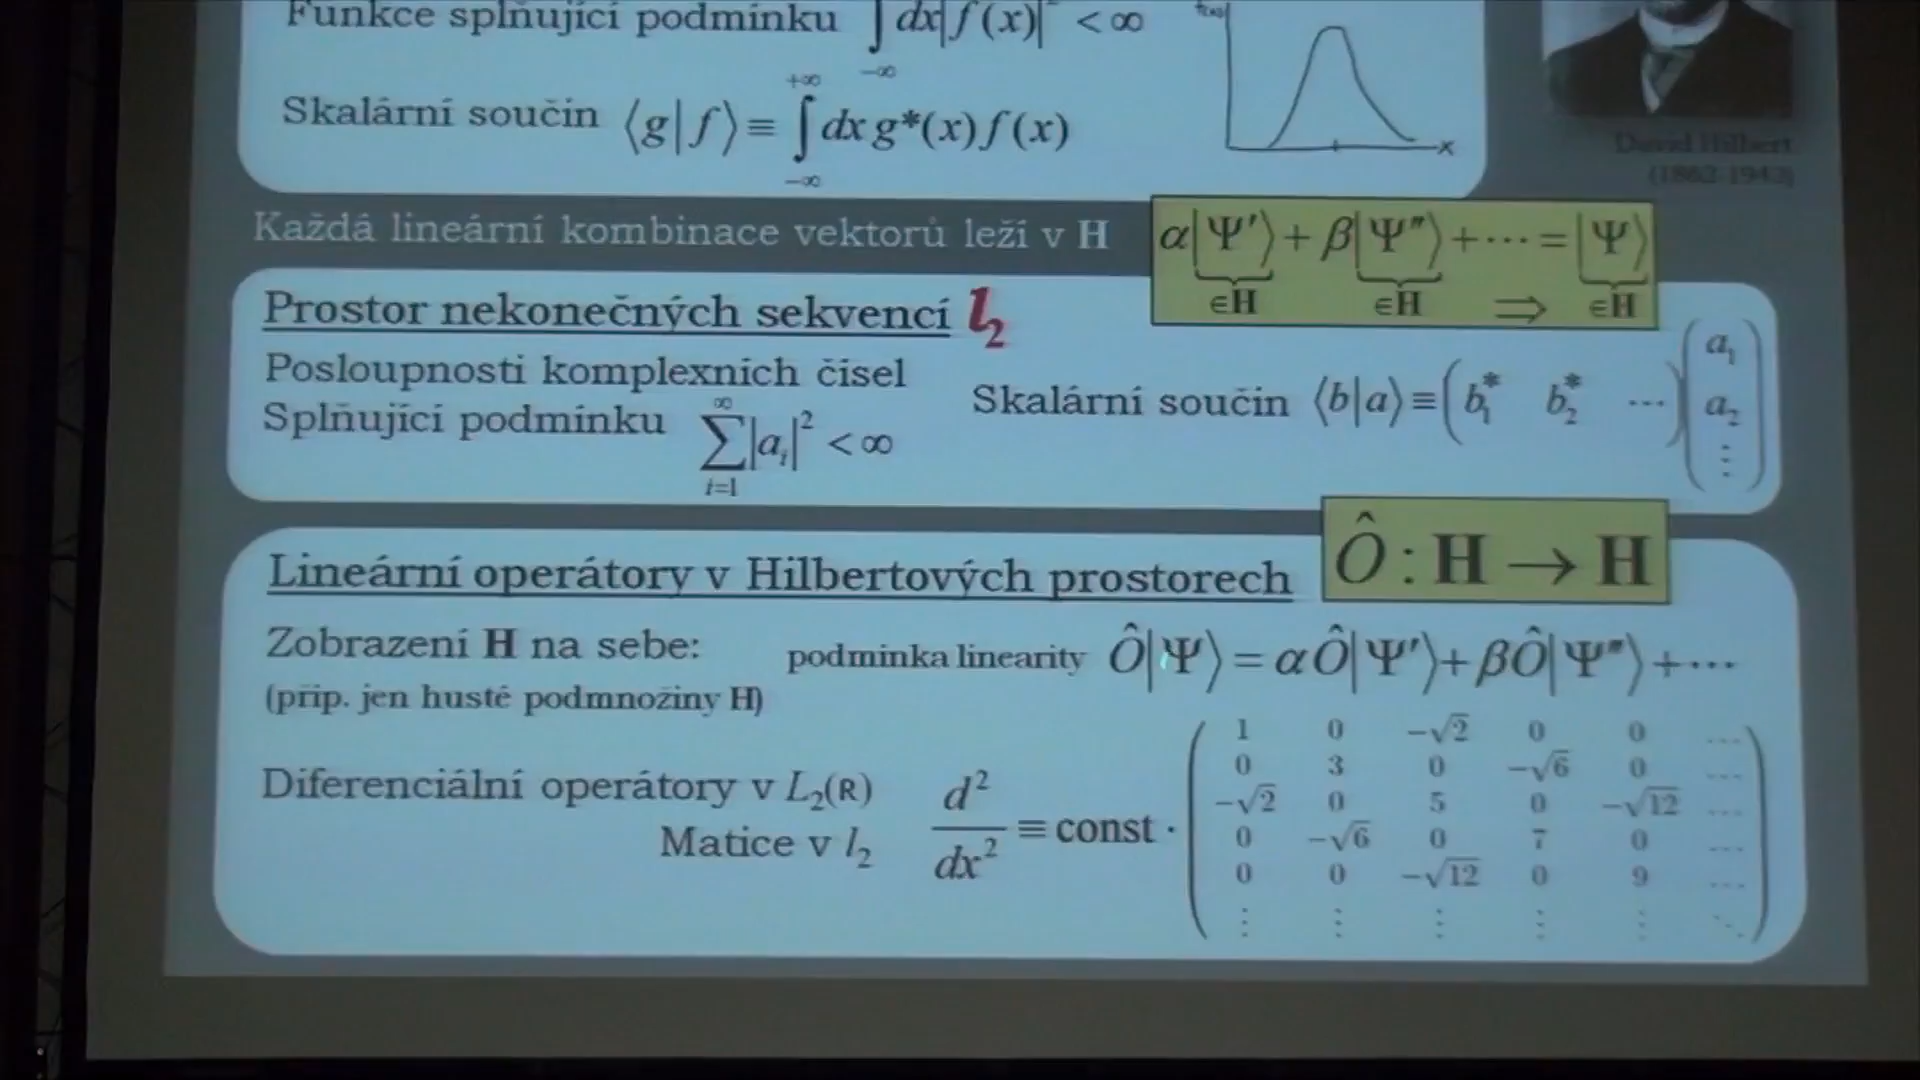 Funkce splňující podmínku ∫ dx|f(x)|² < ∞
−∞
f(x)
x
Skalární součin ⟨g|f⟩ ≡ ∫ dx g*(x) f(x)
+∞
−∞
David Hilbert
(1862-1943)
Každá lineární kombinace vektorů leží v H
α|Ψ'⟩ + β|Ψ''⟩ + ⋯ = |Ψ⟩
∈H ∈H ⇒ ∈H
Prostor nekonečných sekvencí l₂
Posloupnosti komplexních čísel
Splňující podmínku ∑ |aᵢ|² < ∞
∞
i=1
Skalární součin ⟨b|a⟩ ≡ (b₁* b₂* ⋯)
a₁
a₂
⋮
Lineární operátory v Hilbertových prostorech
Ô : H → H
Zobrazení H na sebe:
(příp. jen husté podmnožiny H)
podmínka linearity Ô|Ψ⟩ = αÔ|Ψ'⟩ + βÔ|Ψ''⟩ + ⋯
Diferenciální operátory v L₂(R)
Matice v l₂
d²/dx² ≡ const ·
1 0 −√2 0 0 ⋯
0 3 0 −√6 0 ⋯
−√2 0 5 0 −√12 ⋯
0 −√6 0 7 0 ⋯
0 0 −√12 0 9 ⋯
⋮ ⋮ ⋮ ⋮ ⋮ ⋱